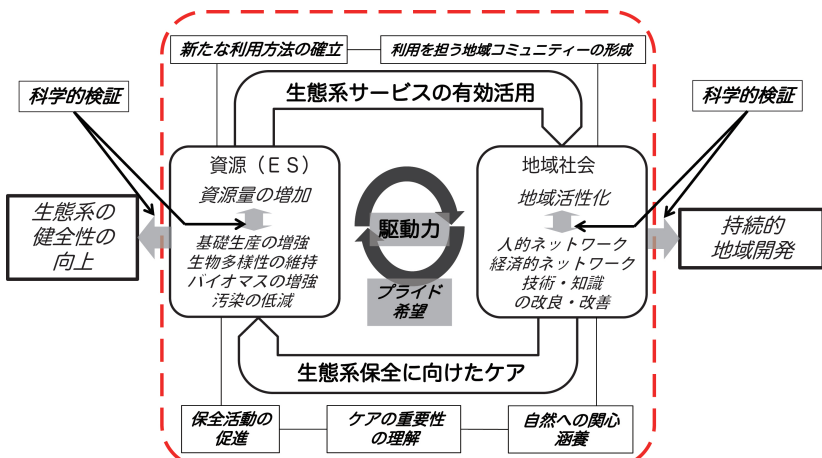 新たな利用方法の確立
利用を担う地域コミュニティーの形成
科学的検証
生態系サービスの有効活用
科学的検証
資源（ＥＳ）
資源量の増加
基礎生産の増強
生物多様性の維持
バイオマスの増強
汚染の低減
生態系の
健全性の
向上
駆動力
プライド
希望
地域社会
地域活性化
人的ネットワーク
経済的ネットワーク
技術・知識
の改良・改善
持続的
地域開発
生態系保全に向けたケア
保全活動の
促進
ケアの重要性
の理解
自然への関心
涵養